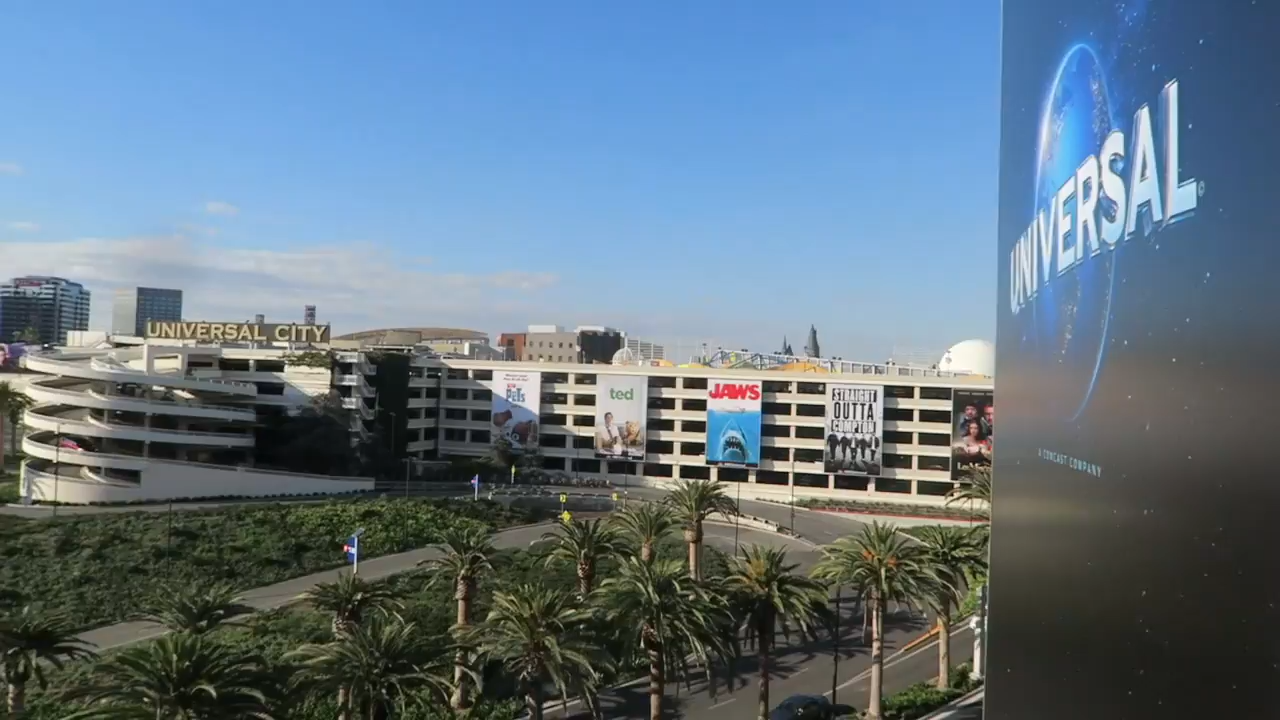 UNIVERSAL
A COMCAST COMPANY
UNIVERSAL CITY
PETS
ted
JAWS
STRAIGHT
OUTTA
COMPTON